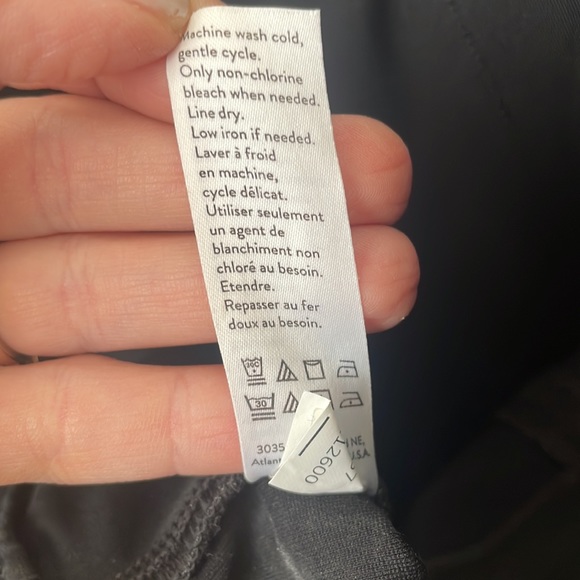 Machine wash cold,
gentle cycle.
Only non-chlorine
bleach when needed.
Line dry.
Low iron if needed.
Laver à froid
en machine,
cycle délicat.
Utiliser seulement
un agent de
blanchiment non
chloré au besoin.
Etendre.
Repasser au fer
doux au besoin.
30C
30
3035
NE,
Atlan
U.S.A
12600